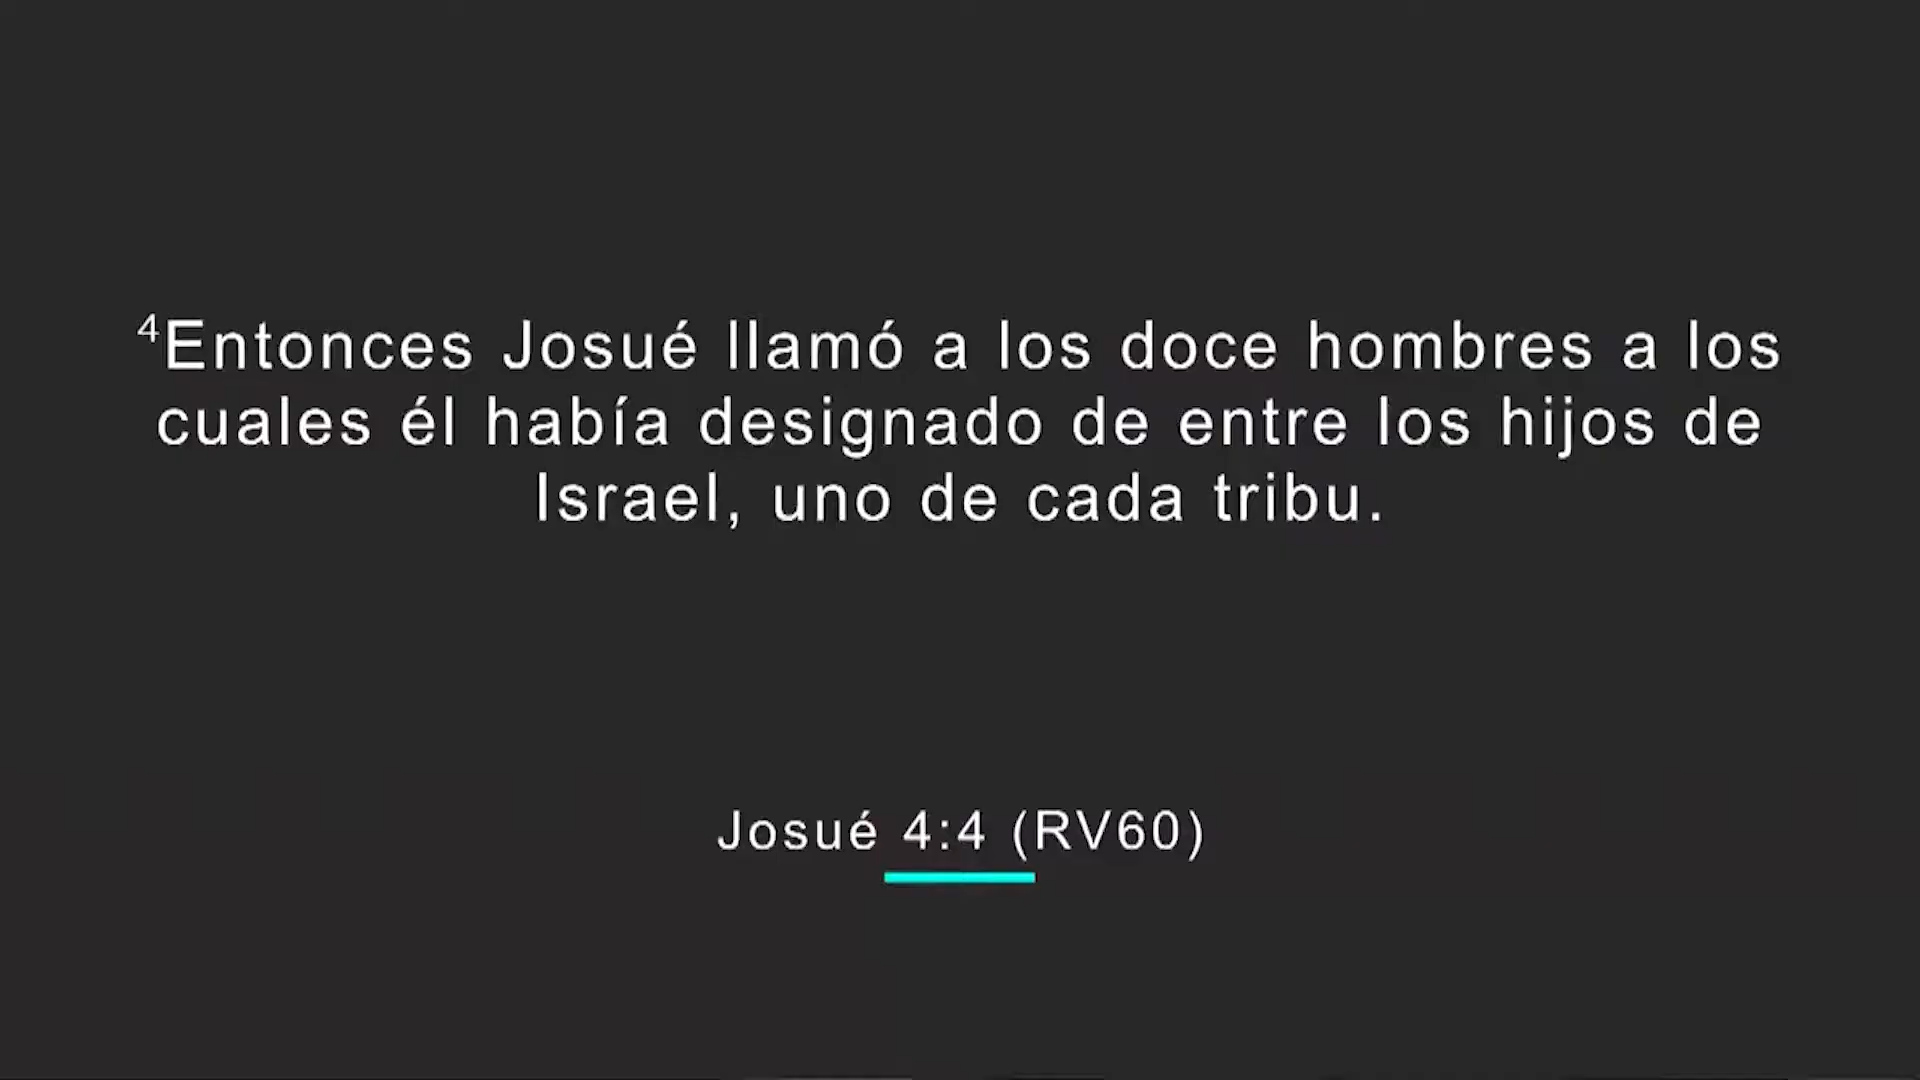 ⁴Entonces Josué llamó a los doce hombres a los
cuales él había designado de entre los hijos de
Israel, uno de cada tribu.
Josué 4:4 (RV60)